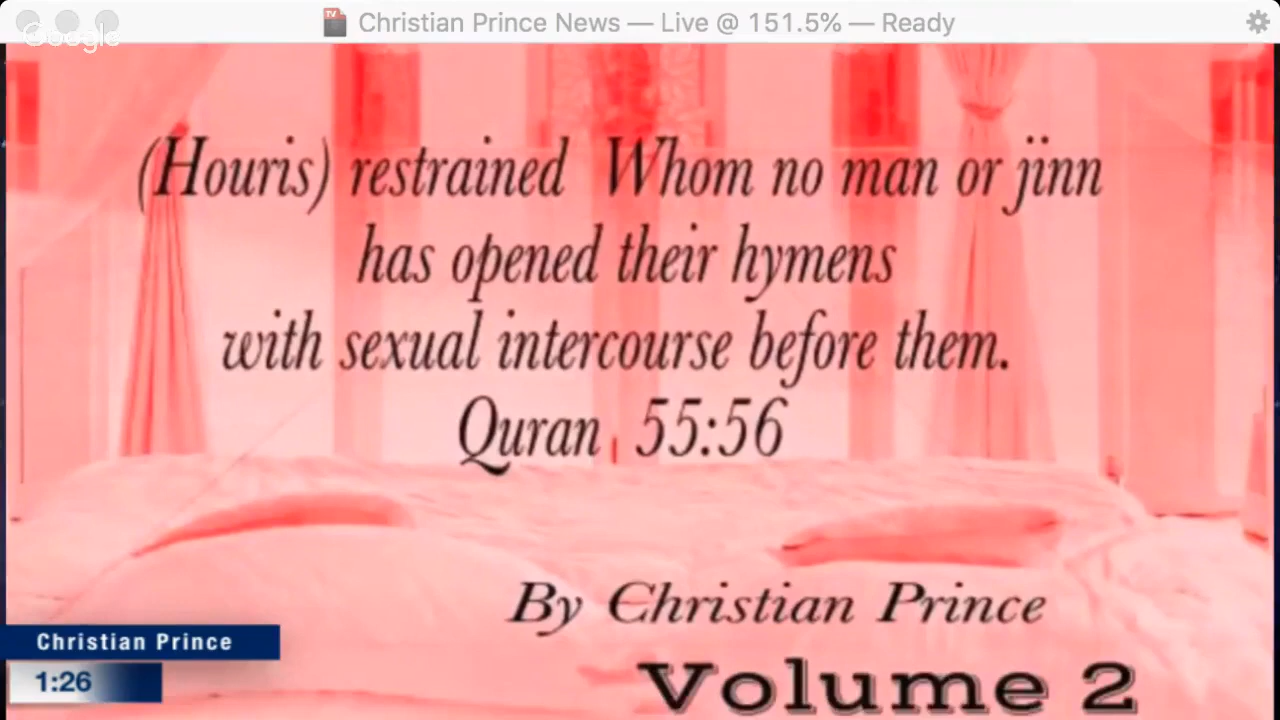 Christian Prince News — Live @ 151.5% — Ready
Google
(Houris) restrained Whom no man or jinn
has opened their hymens
with sexual intercourse before them.
Quran 55:56
By Christian Prince
Volume 2
Christian Prince
1:26